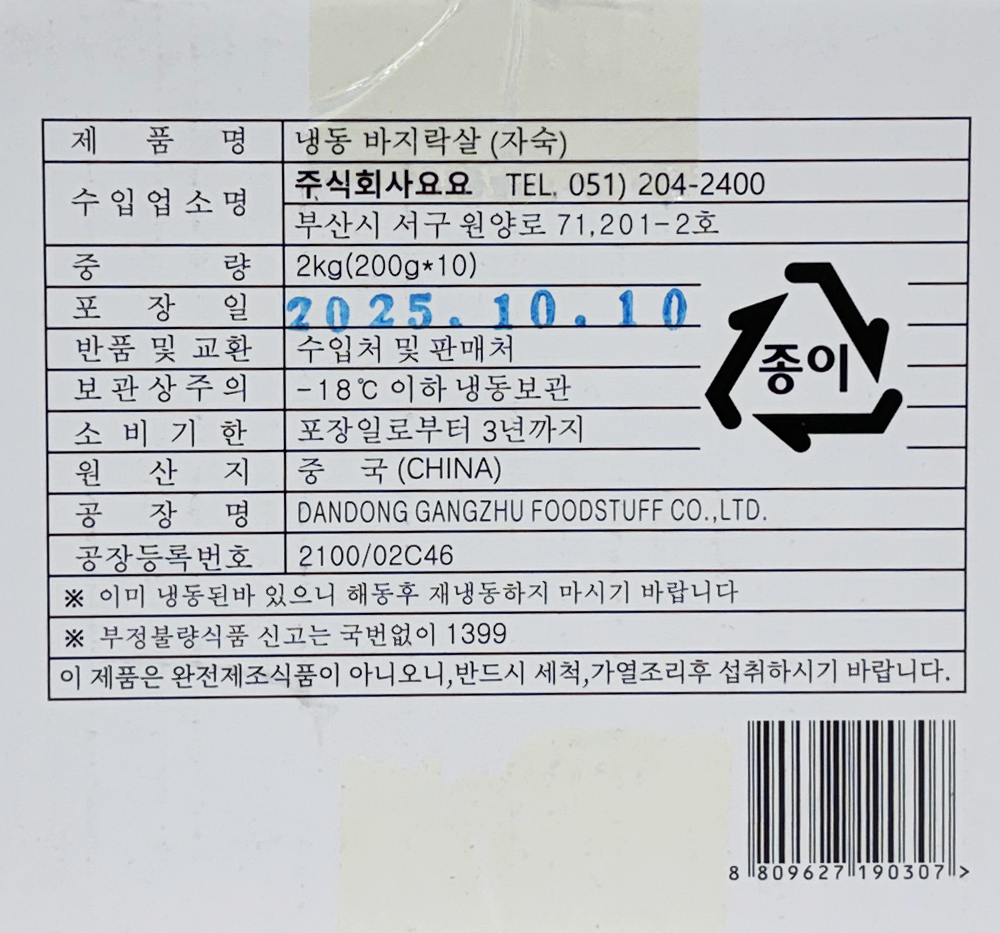 제 품 명 냉동 바지락살 (자숙)
수입업소명 주식회사요요 TEL. 051) 204-2400
부산시 서구 원양로 71,201-2호
중 량 2kg(200g*10)
포 장 일 2025.10.10
반품 및 교환 수입처 및 판매처
보관상주의 -18℃ 이하 냉동보관
소 비 기 한 포장일로부터 3년까지
원 산 지 중 국 (CHINA)
공 장 명 DANDONG GANGZHU FOODSTUFF CO.,LTD.
공장등록번호 2100/02C46
종이
※ 이미 냉동된바 있으니 해동후 재냉동하지 마시기 바랍니다
※ 부정불량식품 신고는 국번없이 1399
이 제품은 완전제조식품이 아니오니,반드시 세척,가열조리후 섭취하시기 바랍니다.
8 809627 190307 >